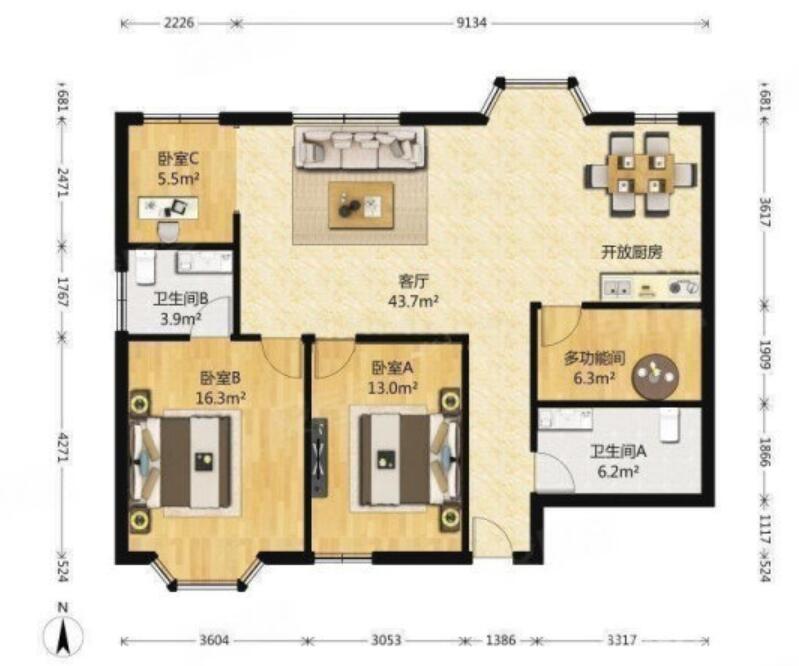 2226
9134
681
681
卧室C
5.5m²
2471
3617
开放厨房
客厅
43.7m²
1767
卫生间B
3.9m²
1909
多功能间
6.3m²
卧室B
16.3m²
卧室A
13.0m²
4271
1866
卫生间A
6.2m²
1117
524
524
N
3604
3053
1386
3317